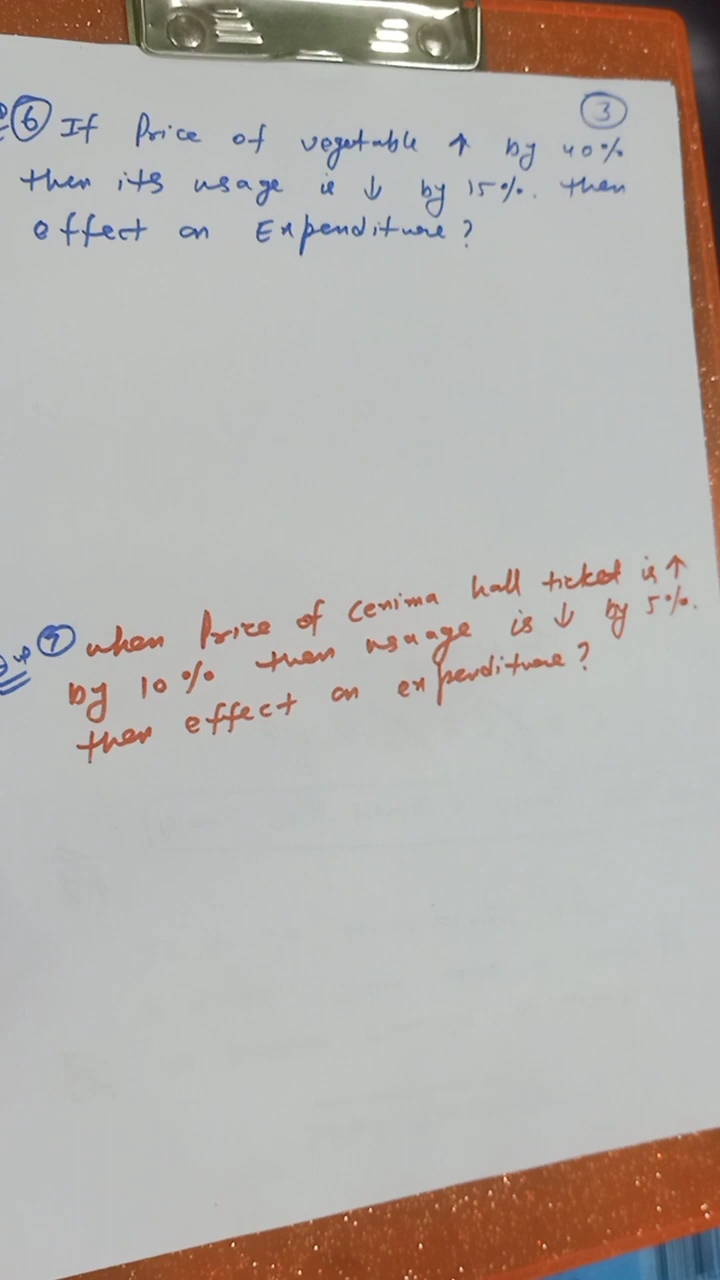 ③
⑥ If Price of vegetable ↑ by 40%
then its usage is ↓ by 15%. then
effect on Expenditure?
⑦ when Price of Cenima hall ticket is ↑
by 10% then usuage is ↓ by 5%.
then effect on expenditure?